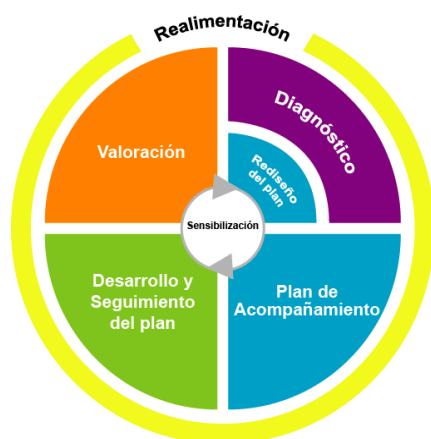 Realimentación
Diagnóstico
Valoración
Rediseño
del plan
Sensibilización
Desarrollo y
Seguimiento
del plan
Plan de
Acompañamiento